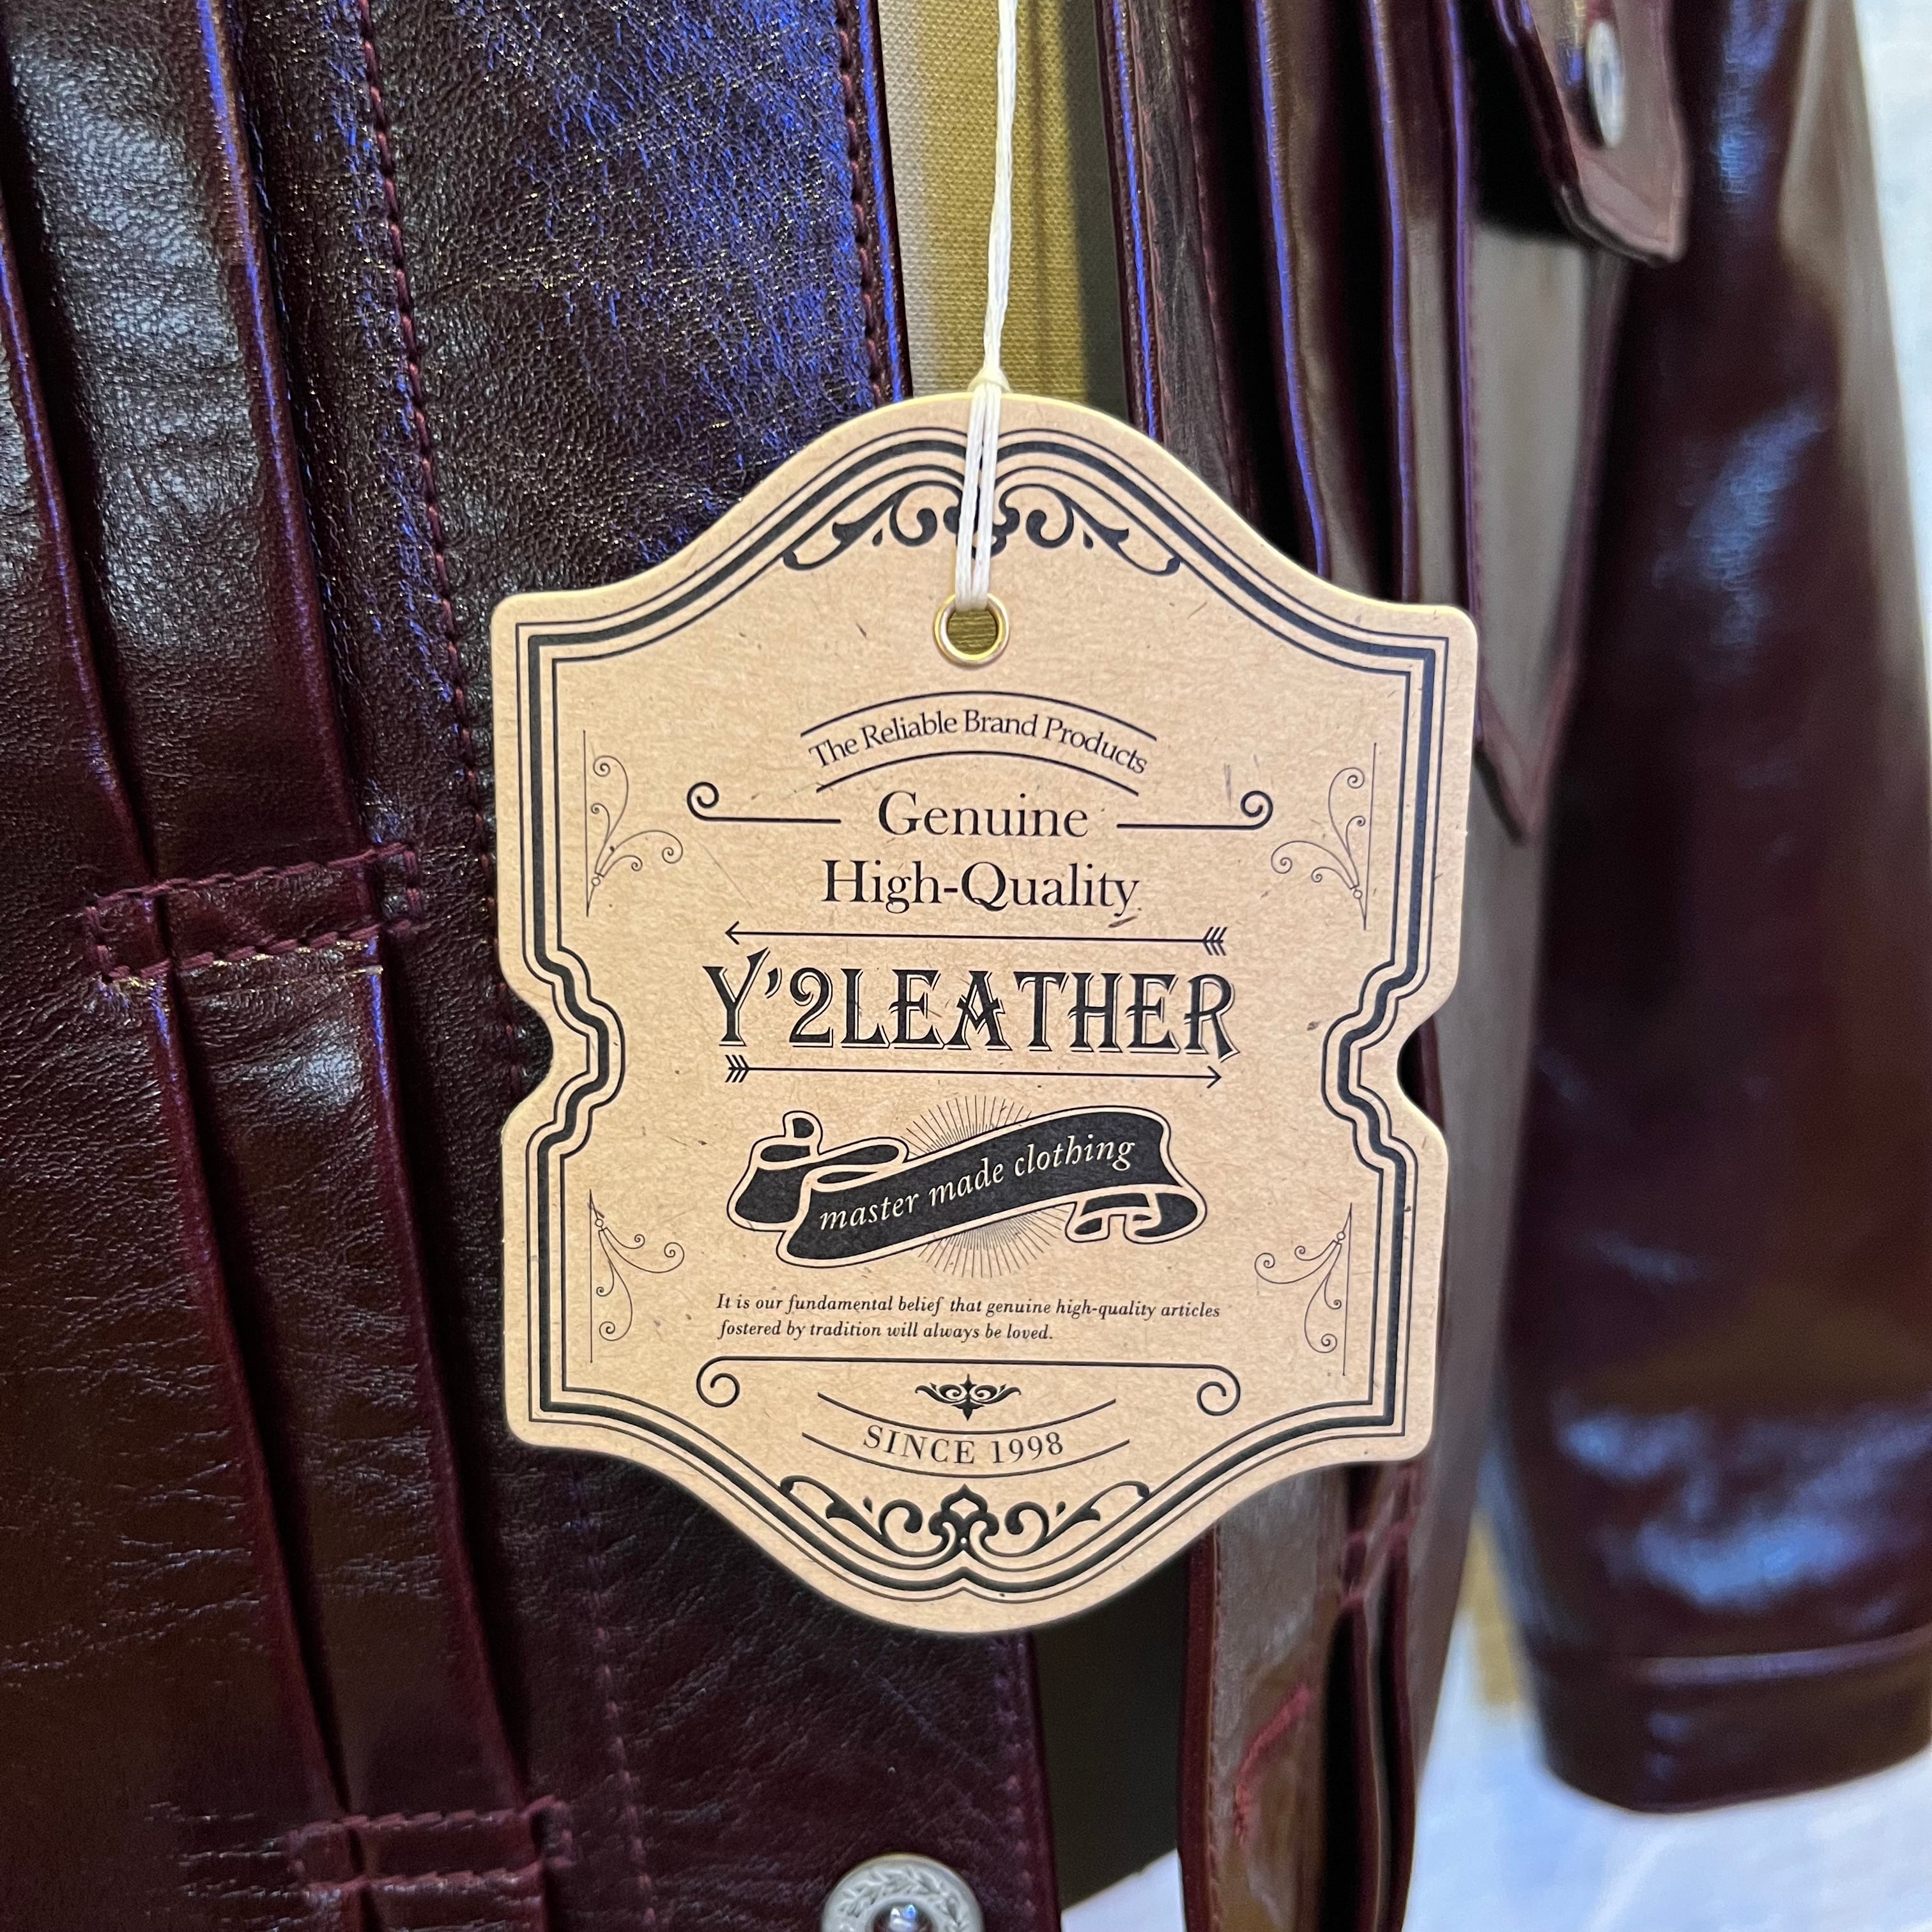 The Reliable Brand Products
Genuine
High-Quality
Y'2LEATHER
master made clothing
It is our fundamental belief that genuine high-quality articles
fostered by tradition will always be loved.
SINCE 1998